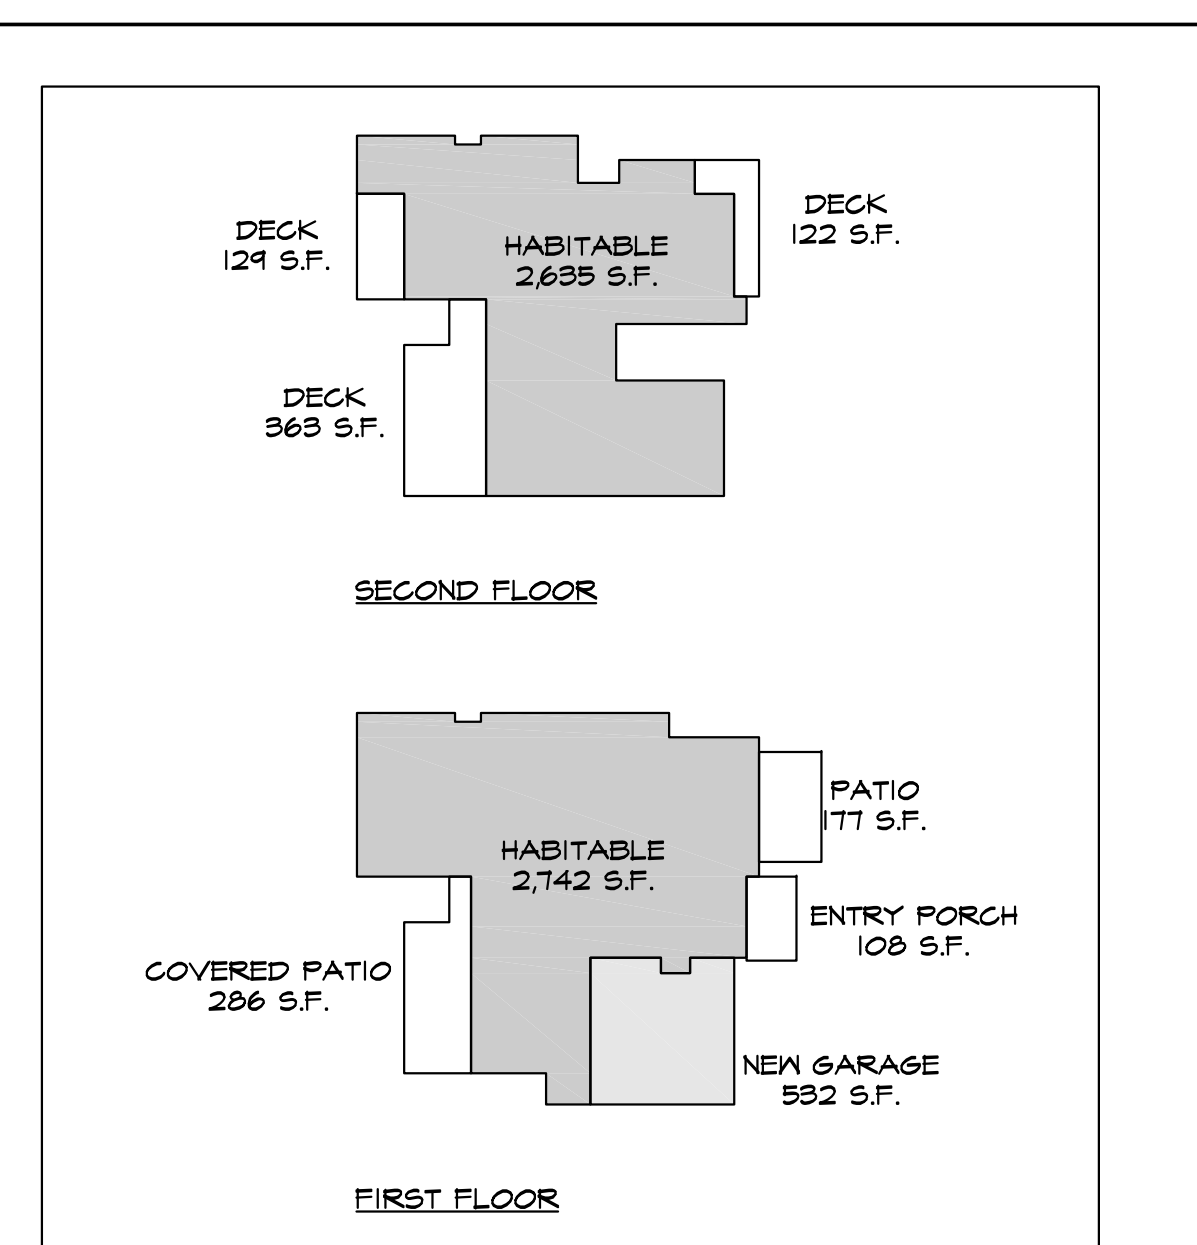 DECK
129 S.F.
HABITABLE
2,635 S.F.
DECK
122 S.F.
DECK
363 S.F.
SECOND FLOOR
PATIO
177 S.F.
HABITABLE
2,742 S.F.
ENTRY PORCH
108 S.F.
COVERED PATIO
286 S.F.
NEW GARAGE
532 S.F.
FIRST FLOOR